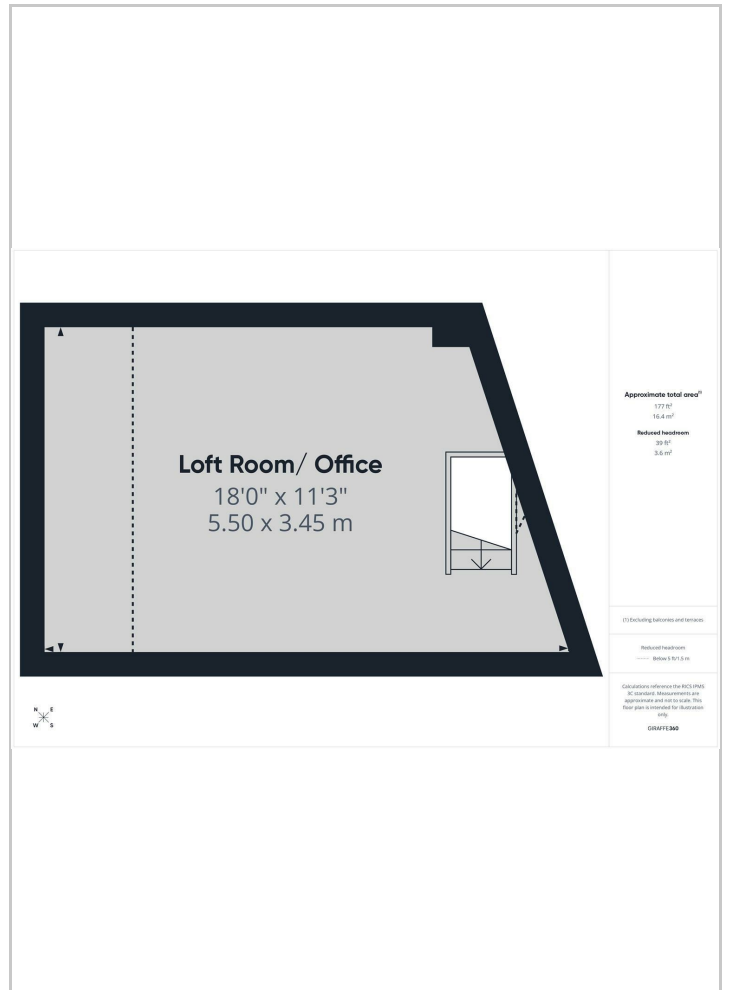 Loft Room/ Office
18'0" x 11'3"
5.50 x 3.45 m
N E
W S
Approximate total area(1)
177 ft²
16.4 m²
Reduced headroom
39 ft²
3.6 m²
(1) Excluding balconies and terraces
Reduced headroom
Below 5 ft/1.5 m
Calculations reference the RICS IPMS
3C standard. Measurements are
approximate and not to scale. This
floor plan is intended for illustration
only.
GIRAFFE360